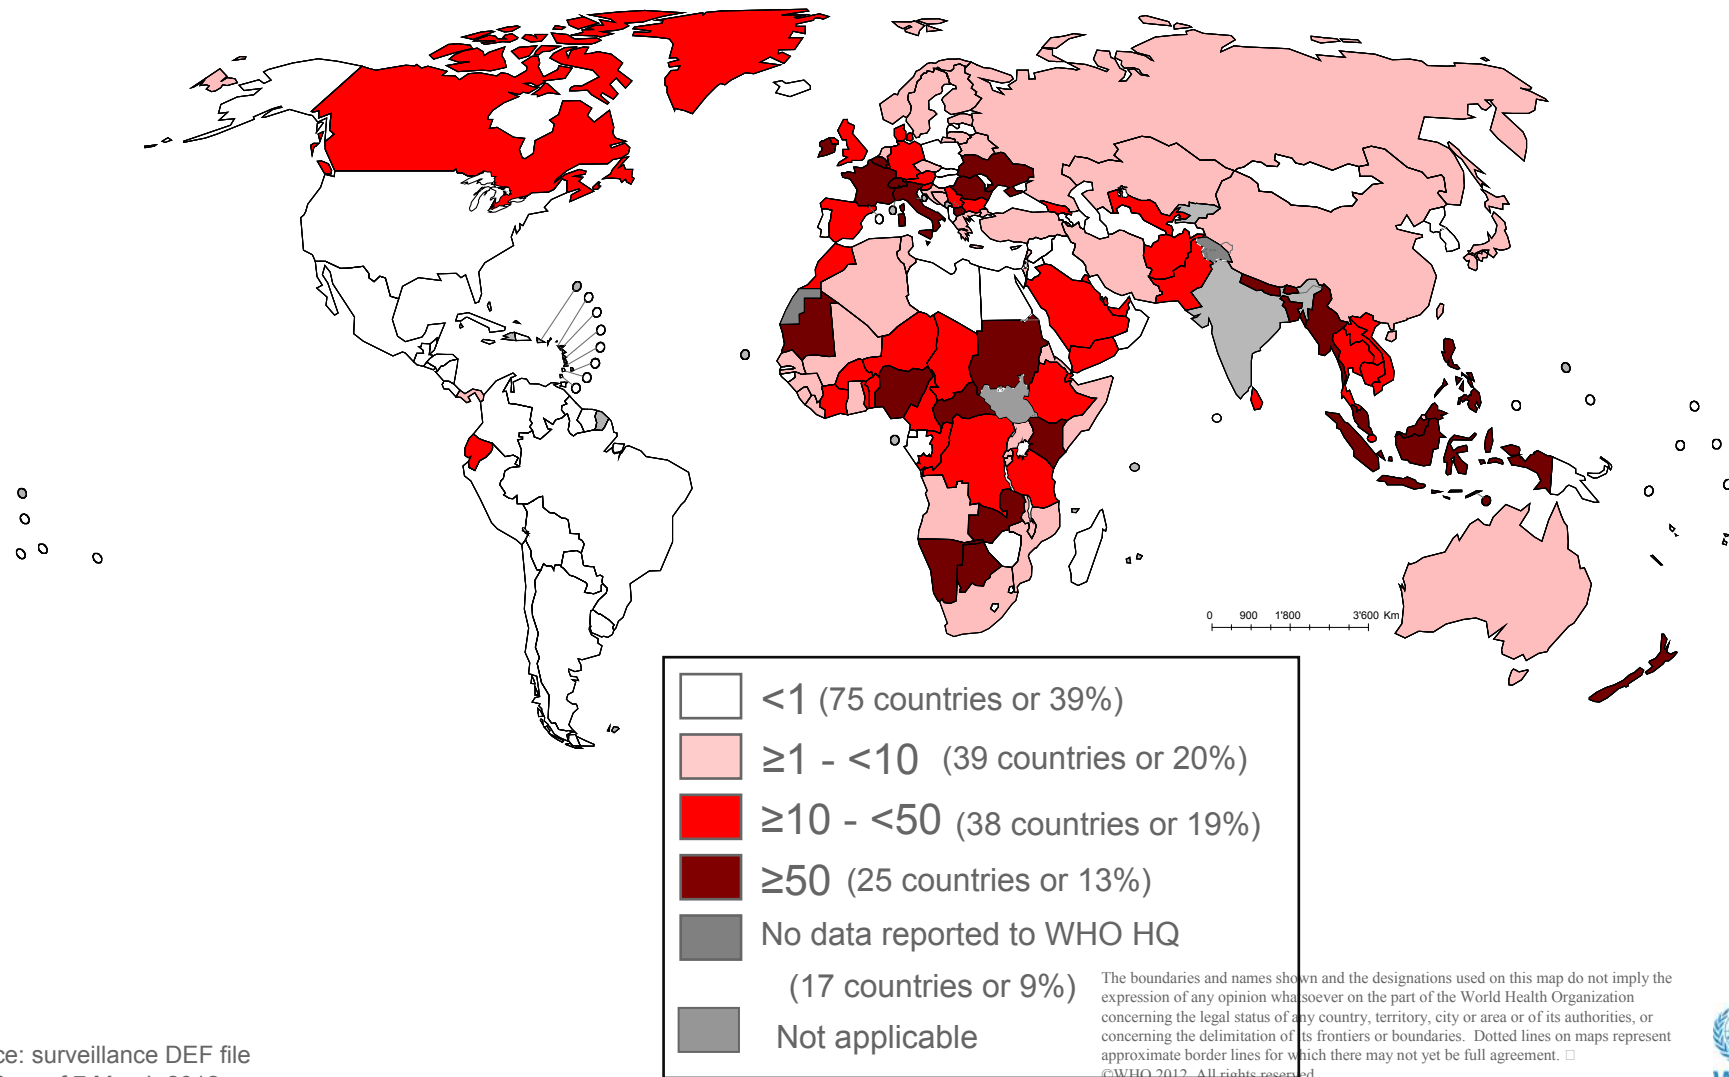 0 900 1'800 3'600 Km
<1 (75 countries or 39%)
≥1 - <10 (39 countries or 20%)
≥10 - <50 (38 countries or 19%)
≥50 (25 countries or 13%)
No data reported to WHO HQ
(17 countries or 9%)
Not applicable
The boundaries and names shown and the designations used on this map do not imply the
expression of any opinion whatsoever on the part of the World Health Organization
concerning the legal status of any country, territory, city or area or of its authorities, or
concerning the delimitation of its frontiers or boundaries. Dotted lines on maps represent
approximate border lines for which there may not yet be full agreement. □
©WHO 2012. All rights reserved
surveillance DEF file